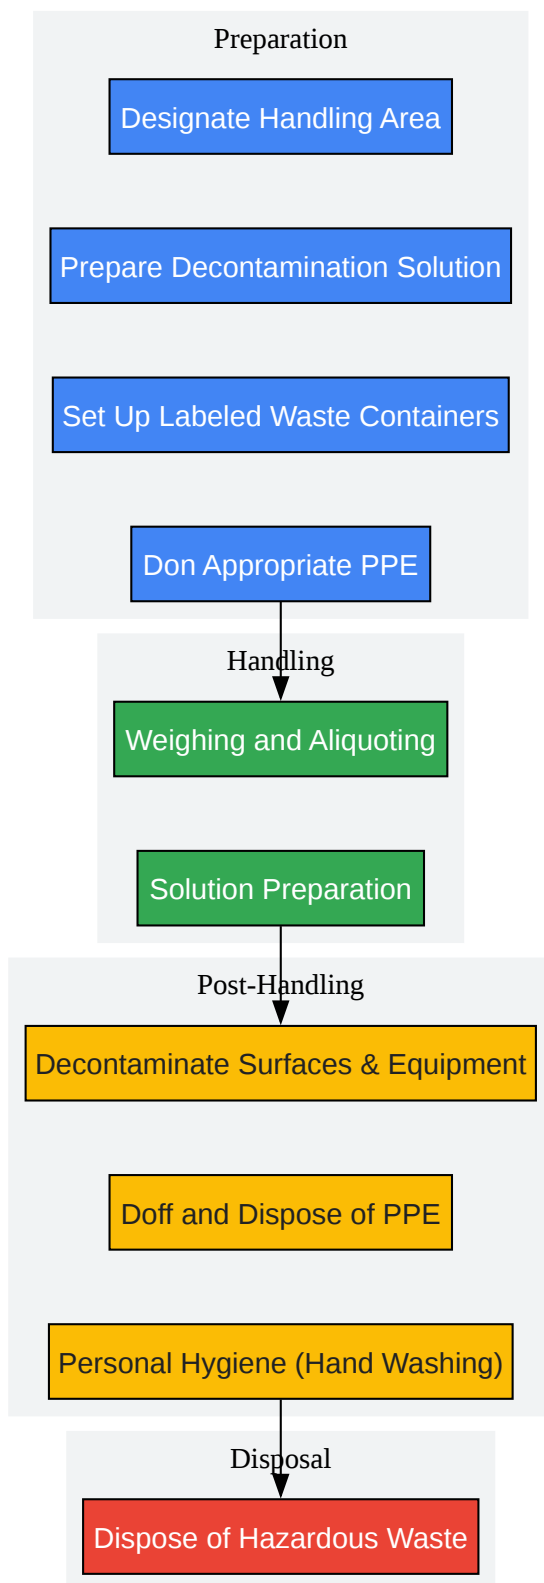 Preparation
Designate Handling Area
Prepare Decontamination Solution
Set Up Labeled Waste Containers
Don Appropriate PPE
Handling
Weighing and Aliquoting
Solution Preparation
Post-Handling
Decontaminate Surfaces & Equipment
Doff and Dispose of PPE
Personal Hygiene (Hand Washing)
Disposal
Dispose of Hazardous Waste